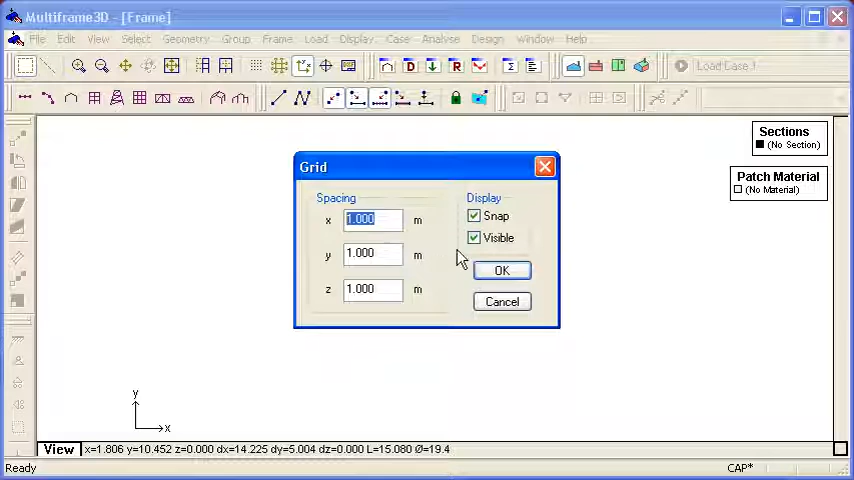 Multiframe3D - [Frame]
File Edit View Select Geometry Group Frame Load Display Case Analyse Design Window Help
D R Σ Load Case 1
Sections
(No Section)
Patch Material
(No Material)
Grid
Spacing Display
x 1.000 m Snap
y 1.000 m Visible
z 1.000 m
OK
Cancel
y
x
View x=1.806 y=10.452 z=0.000 dx=14.225 dy=5.004 dz=0.000 L=15.080 Ø=19.4
Ready CAP*